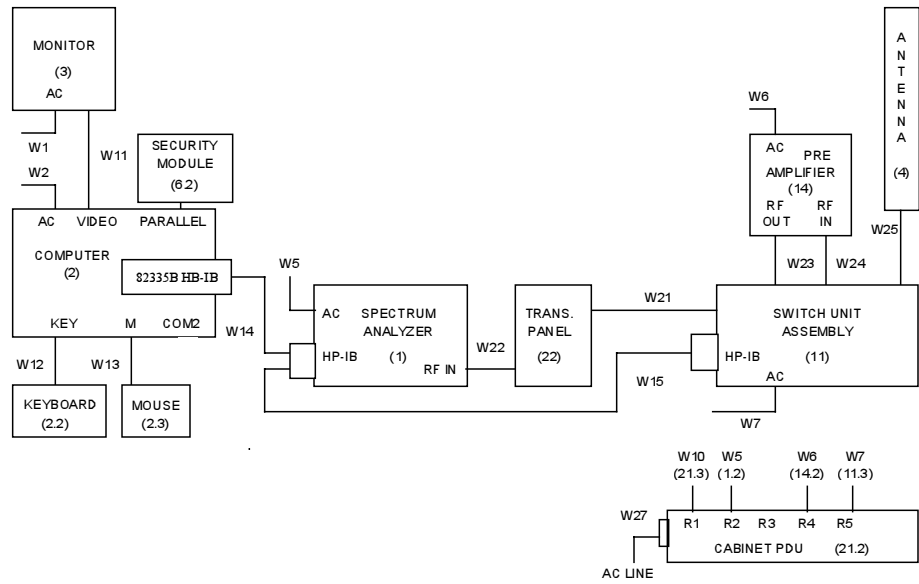 MONITOR
(3)
AC
W1
W11
W2
SECURITY
MODULE
(6.2)
AC VIDEO PARALLEL
COMPUTER
(2)
82335B HB-IB
KEY M COM2
W12
W13
W14
KEYBOARD
(2.2)
MOUSE
(2.3)
W5
AC
SPECTRUM
ANALYZER
(1)
HP-IB
RF IN
W22
TRANS.
PANEL
(22)
W21
W15
W6
AC
PRE
AMPLIFIER
(14)
RF
OUT
RF
IN
W23
W24
W25
ANTENNA
(4)
SWITCH UNIT
ASSEMBLY
(11)
HP-IB
AC
W7
W10
(21.3)
W5
(1.2)
W6
(14.2)
W7
(11.3)
W27
R1 R2 R3 R4 R5
CABINET PDU (21.2)
AC LINE